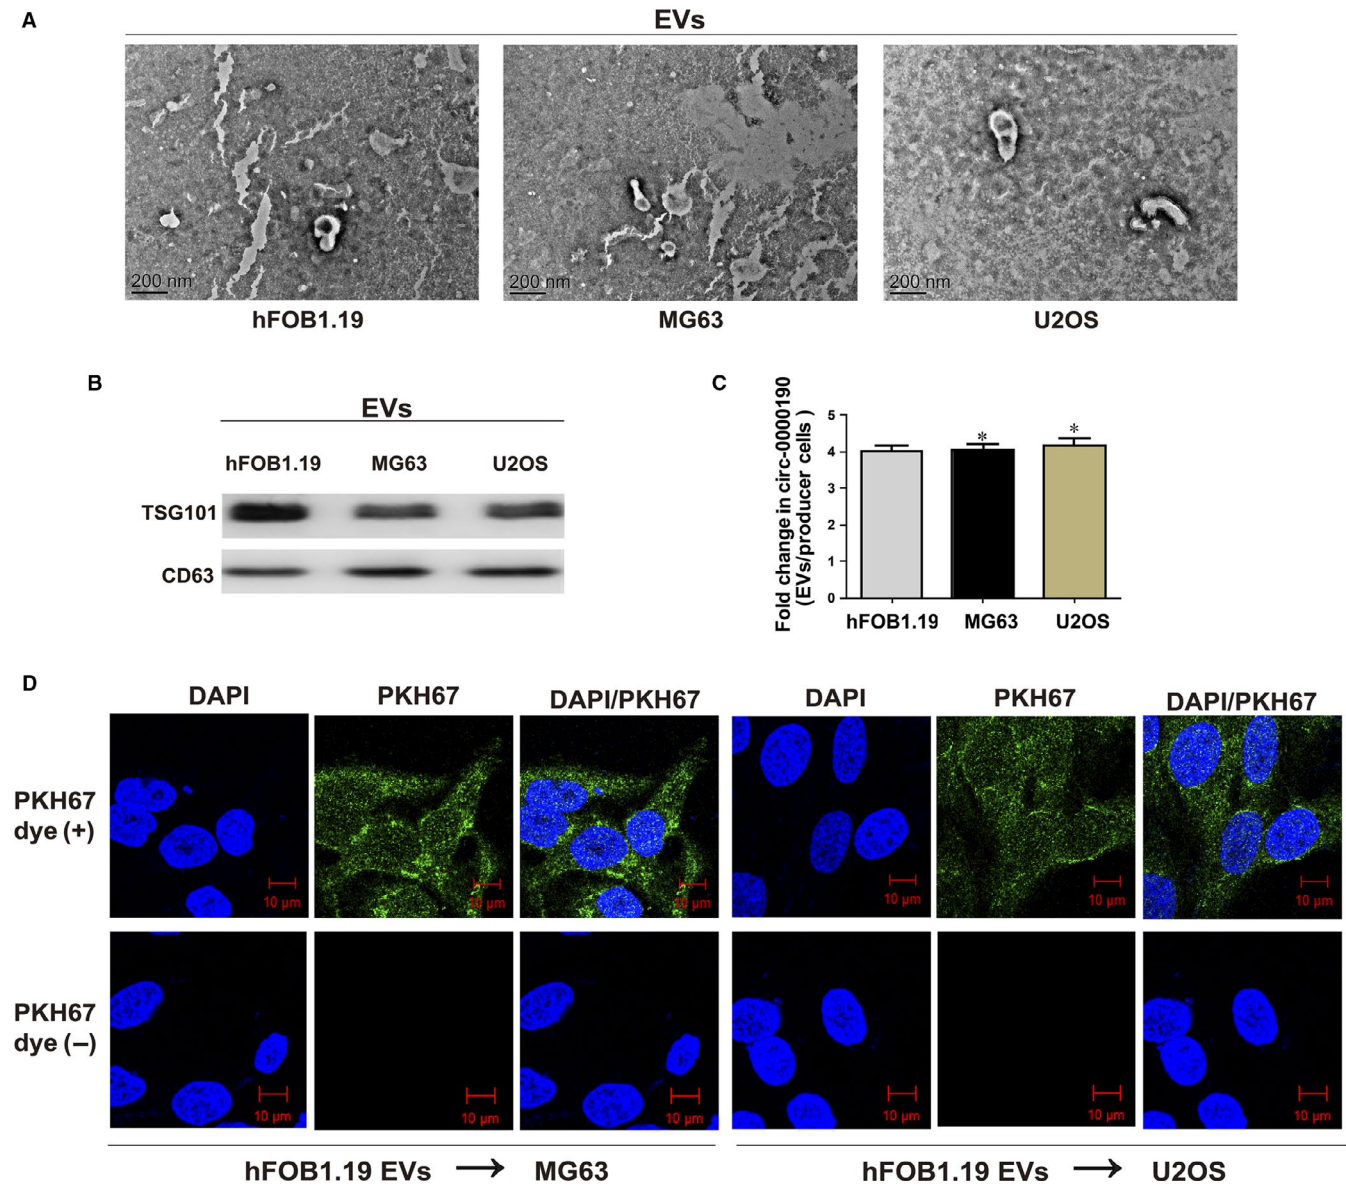 A
EVs
200 nm
200 nm
200 nm
hFOB1.19
MG63
U2OS
B
EVs
hFOB1.19
MG63
U2OS
TSG101
CD63
C
Fold change in circ-0000190
(EVs/producer cells )
5
4
3
2
1
0
*
*
hFOB1.19
MG63
U2OS
D
DAPI
PKH67
DAPI/PKH67
DAPI
PKH67
DAPI/PKH67
PKH67
dye (+)
10 µm
10 µm
10 µm
10 µm
10 µm
10 µm
PKH67
dye (−)
10 µm
10 µm
10 µm
10 µm
10 µm
10 µm
hFOB1.19 EVs → MG63
hFOB1.19 EVs → U2OS